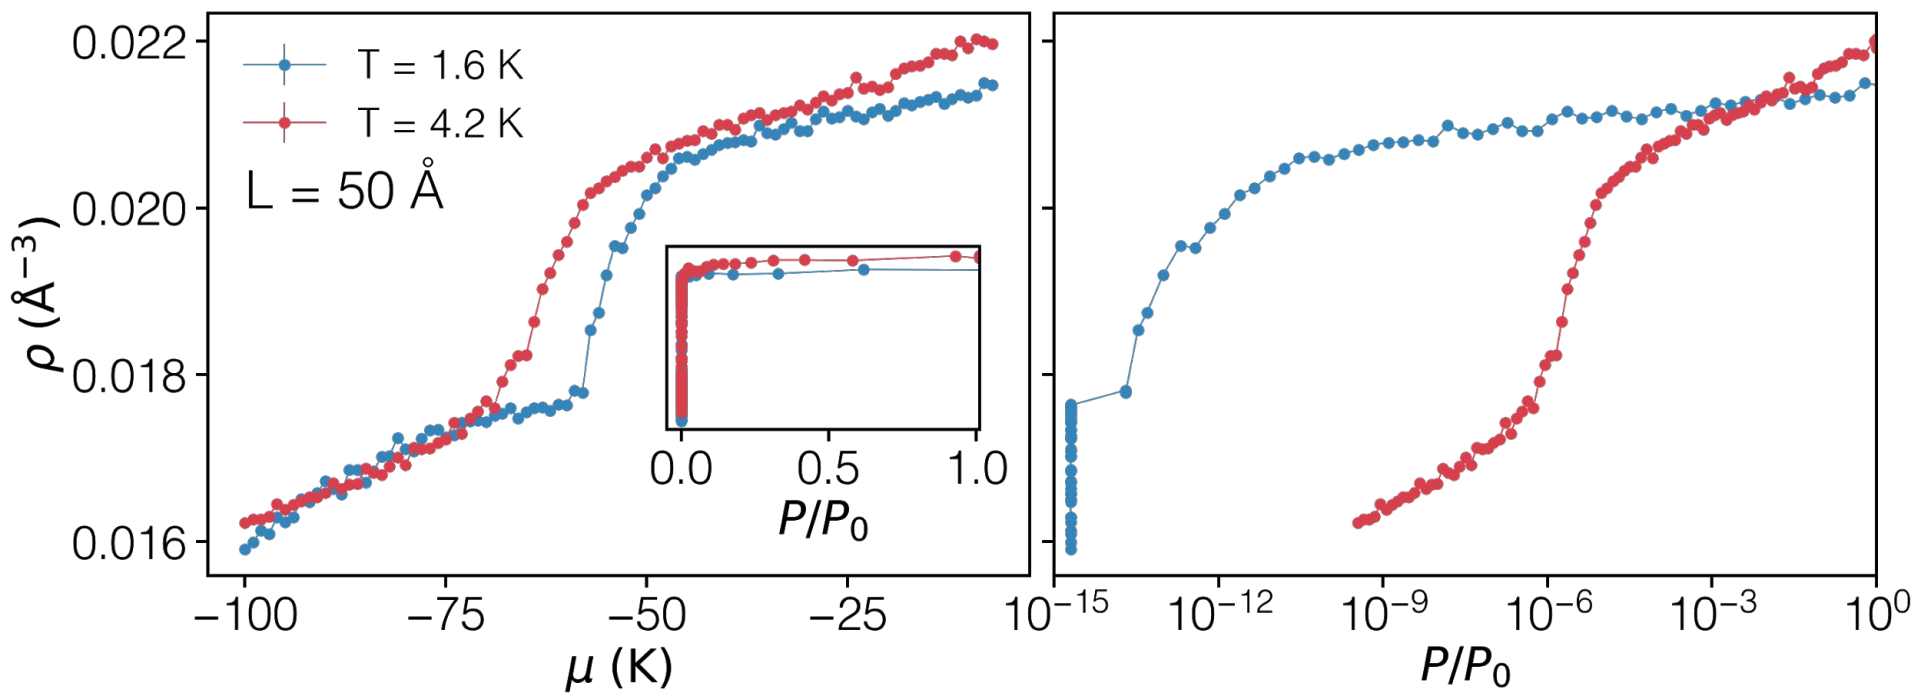 0.022
0.020
0.018
0.016
ρ (Å⁻³)
T = 1.6 K
T = 4.2 K
L = 50 Å
0.0 0.5 1.0
P/P₀
−100 −75 −50 −25
μ (K)
10⁻¹⁵ 10⁻¹² 10⁻⁹ 10⁻⁶ 10⁻³ 10⁰
P/P₀